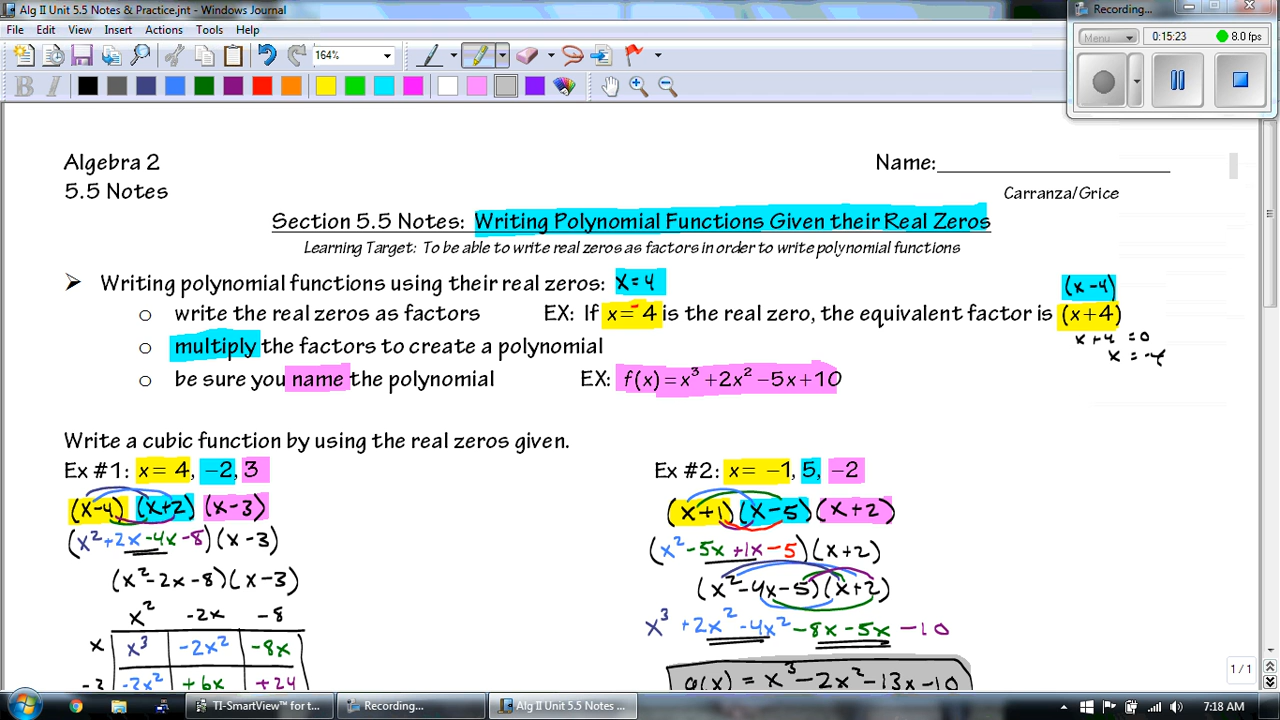 Alg II Unit 5.5 Notes & Practice.jnt - Windows Journal
Recording...
File Edit View Insert Actions Tools Help
Menu
0:15:23
8.0 fps
164%
B I
Algebra 2
Name:
5.5 Notes
Carranza/Grice
Section 5.5 Notes: Writing Polynomial Functions Given their Real Zeros
Learning Target: To be able to write real zeros as factors in order to write polynomial functions
➢ Writing polynomial functions using their real zeros: x = 4
(x - 4)
o write the real zeros as factors EX: If x = -4 is the real zero, the equivalent factor is (x + 4)
x + 4 = 0
x = -4
o multiply the factors to create a polynomial
o be sure you name the polynomial EX: f(x) = x³ + 2x² - 5x + 10
Write a cubic function by using the real zeros given.
Ex #1: x = 4, -2, 3
(x-4) (x+2) (x-3)
(x² + 2x - 4x - 8)(x - 3)
(x² - 2x - 8)(x - 3)
x² -2x -8
x x³ -2x² -8x
-2x² +6x +24
Ex #2: x = -1, 5, -2
(x+1)(x-5)(x+2)
(x² - 5x + 1x - 5)(x + 2)
(x² - 4x - 5)(x + 2)
x³ + 2x² - 4x² - 8x - 5x - 10
(x) = x³ - 2x² - 13x - 10
1/1
TI-SmartView™ for t...
Recording...
Alg II Unit 5.5 Notes ...
7:18 AM